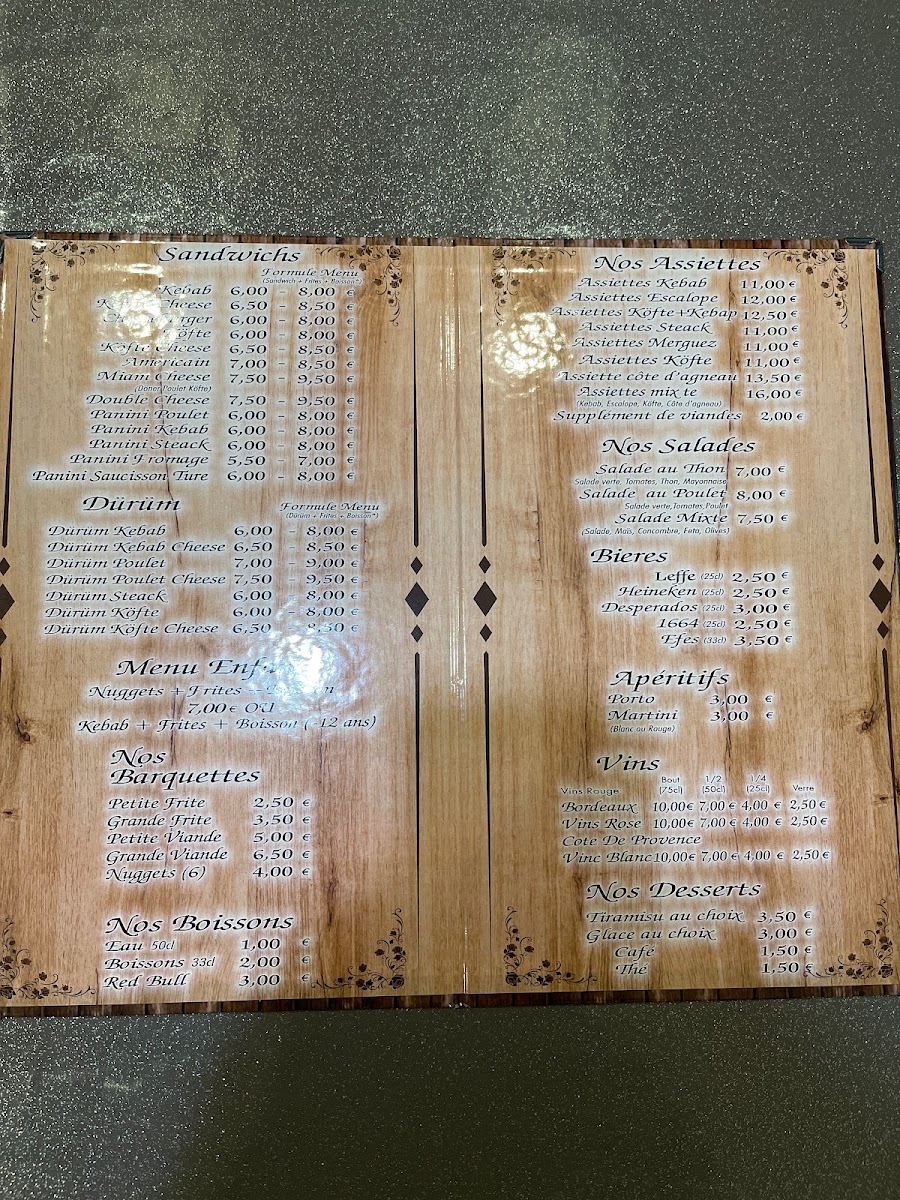 Sandwichs
Formule Menu
(Sandwich + Frites + Boisson*)
Kebab 6,00 - 8,00 €
Cheese 6,50 - 8,50 €
6,00 - 8,00 €
Köfte 6,00 - 8,00 €
Köfte Cheese 6,50 - 8,50 €
Americain 7,00 - 8,50 €
Miam Cheese 7,50 - 9,50 €
(Doner Poulet Köfte)
Double Cheese 7,50 - 9,50 €
Panini Poulet 6,00 - 8,00 €
Panini Kebab 6,00 - 8,00 €
Panini Steack 6,00 - 8,00 €
Panini Fromage 5,50 - 7,00 €
Panini Saucisson Ture 6,00 - 8,00 €
Dürüm
Formule Menu
(Dürüm + Frites + Boisson*)
Dürüm Kebab 6,00 - 8,00 €
Dürüm Kebab Cheese 6,50 - 8,50 €
Dürüm Poulet 7,00 - 9,00 €
Dürüm Poulet Cheese 7,50 - 9,50 €
Dürüm Steack 6,00 - 8,00 €
Dürüm Köfte 6,00 - 8,00 €
Dürüm Köfte Cheese 6,50 - 8,50 €
Menu
Nuggets + Frites
7,00 € OU
Kebab + Frites + Boisson (-12 ans)
Nos
Barquettes
Petite Frite 2,50 €
Grande Frite 3,50 €
Petite Viande 5,00 €
Grande Viande 6,50 €
Nuggets (6) 4,00 €
Nos Boissons
Eau 50cl 1,00 €
Boissons 33cl 2,00 €
Red Bull 3,00 €
Nos Assiettes
Assiettes Kebab 11,00 €
Assiettes Escalope 12,00 €
Assiettes Köfte+Kebap 12,50 €
Assiettes Steack 11,00 €
Assiettes Merguez 11,00 €
Assiettes Köfte 11,00 €
Assiette côte d'agneau 13,50 €
Assiettes mix te 16,00 €
(Kebab, Escalope, Köfte, Côte d'agneau)
Supplément de viandes 2,00 €
Nos Salades
Salade au Thon 7,00 €
Salade verte, Tomates, Thon, Mayonnaise
Salade au Poulet 8,00 €
Salade verte,Tomates,Poulet
Salade Mixte 7,50 €
(Salade, Maïs, Concombre, Feta, Olives)
Bieres
Leffe (25cl) 2,50 €
Heineken (25cl) 2,50 €
Desperados (25cl) 3,00 €
1664 (25cl) 2,50 €
Efes (33cl) 3,50 €
Apéritifs
Porto 3,00 €
Martini 3,00 €
(Blanc ou Rouge)
Vins
Bout 1/2 1/4
Vins Rouge (75cl) (50cl) (25cl) Verre
Bordeaux 10,00€ 7,00 € 4,00 € 2,50 €
Vins Rose 10,00€ 7,00 € 4,00 € 2,50 €
Cote De Provence
Vinc Blanc 10,00€ 7,00 € 4,00 € 2,50 €
Nos Desserts
Tiramisu au choix 3,50 €
Glace au choix 3,00 €
Café 1,50 €
Thé 1,50 €